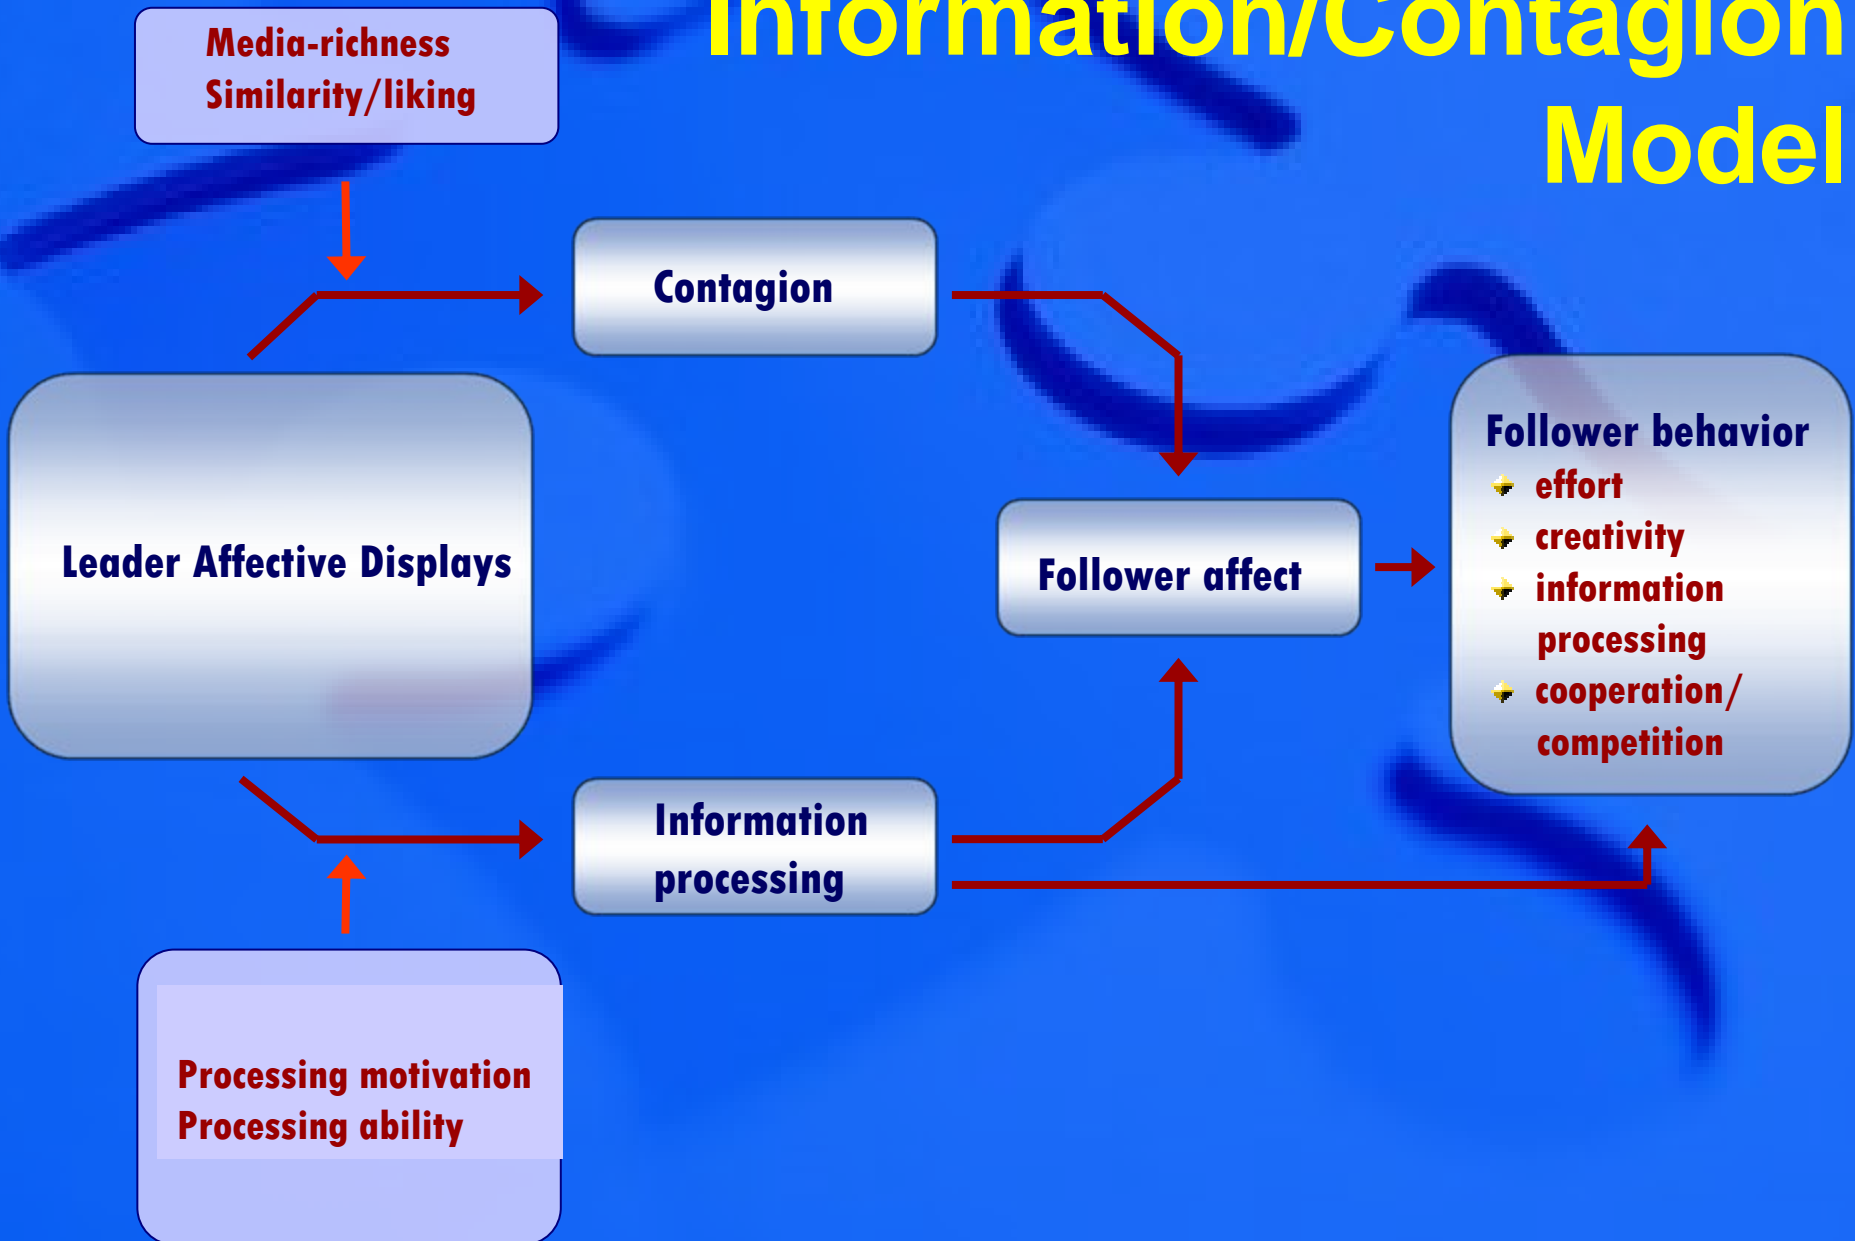 Information/Contagion
Model
Media-richness
Similarity/liking
Contagion
Leader Affective Displays
Follower affect
Follower behavior
effort
creativity
information
processing
cooperation/
competition
Information
processing
Processing motivation
Processing ability